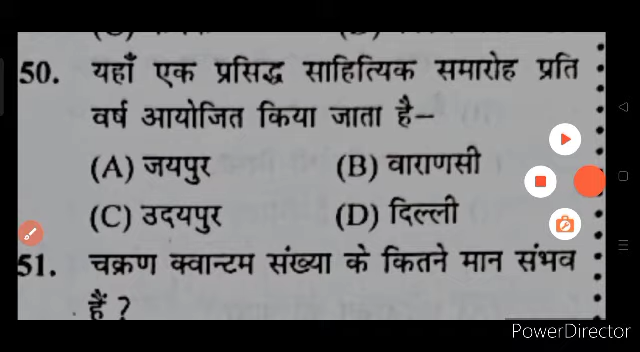 50. यहाँ एक प्रसिद्ध साहित्यिक समारोह प्रति
वर्ष आयोजित किया जाता है–
(A) जयपुर (B) वाराणसी
(C) उदयपुर (D) दिल्ली
51. चक्रण क्वान्टम संख्या के कितने मान संभव
हैं ?
PowerDirector